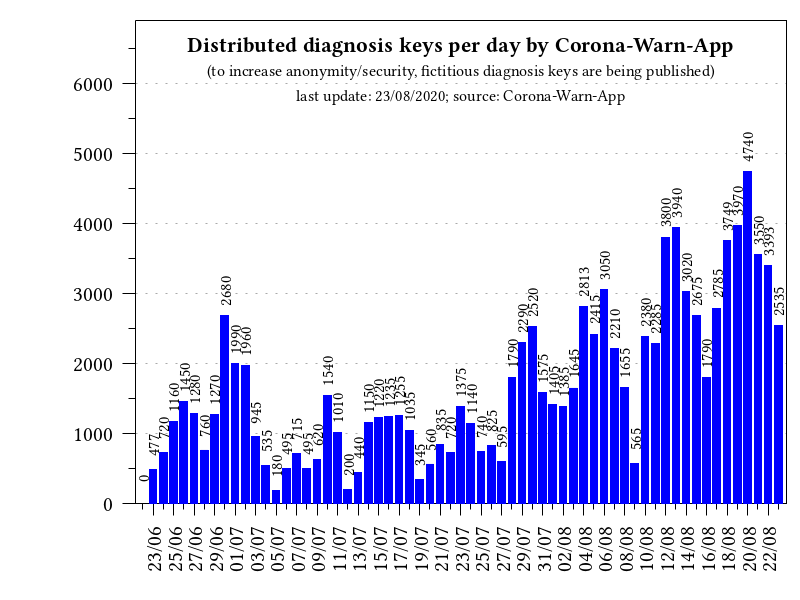 Distributed diagnosis keys per day by Corona-Warn-App
(to increase anonymity/security, fictitious diagnosis keys are being published)
last update: 23/08/2020; source: Corona-Warn-App
6000
5000
4000
3000
2000
1000
0
0 477 720 1160 1450 1280 760 1270 2680 1990 1960 945 535 180 495 715 495 620 1540 1010 200 440 1150 1220 1235 1255 1035 345 560 835 720 1375 1140 740 825 595 1790 2290 2520 1575 1405 1385 1645 2813 2415 3050 2210 1655 565 2380 2285 3800 3940 3020 2675 1790 2785 3749 3970 4740 3550 3393 2535
23/06 25/06 27/06 29/06 01/07 03/07 05/07 07/07 09/07 11/07 13/07 15/07 17/07 19/07 21/07 23/07 25/07 27/07 29/07 31/07 02/08 04/08 06/08 08/08 10/08 12/08 14/08 16/08 18/08 20/08 22/08